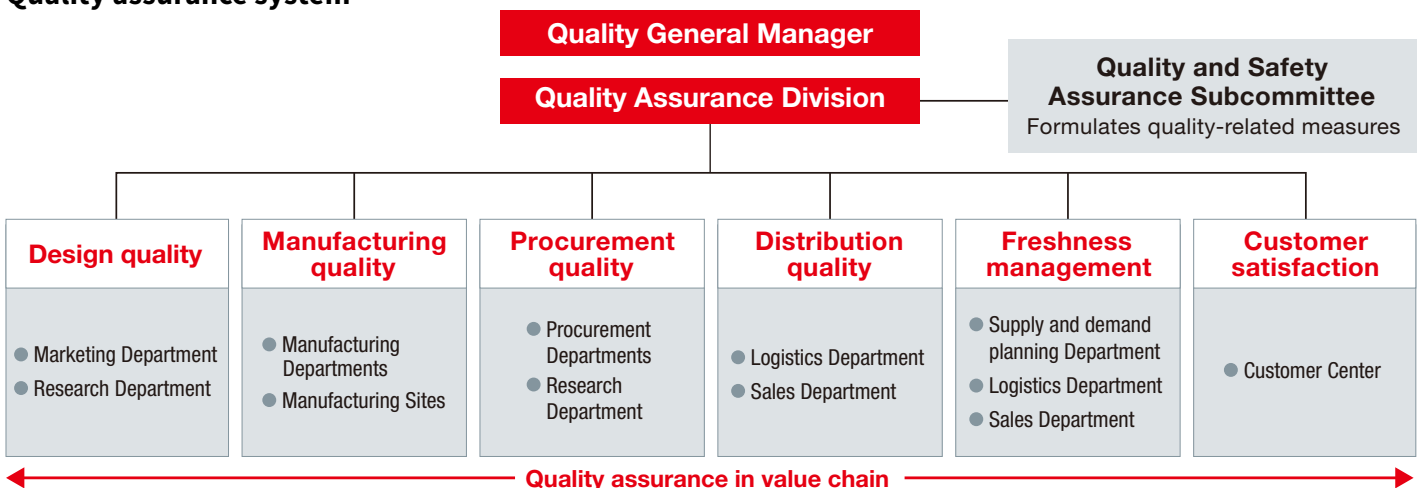 Quality assurance system
Quality General Manager
Quality Assurance Division
Quality and Safety
Assurance Subcommittee
Formulates quality-related measures
Design quality
Marketing Department
Research Department
Manufacturing
quality
Manufacturing
Departments
Manufacturing Sites
Procurement
quality
Procurement
Departments
Research
Department
Distribution
quality
Logistics Department
Sales Department
Freshness
management
Supply and demand
planning Department
Logistics Department
Sales Department
Customer
satisfaction
Customer Center
Quality assurance in value chain